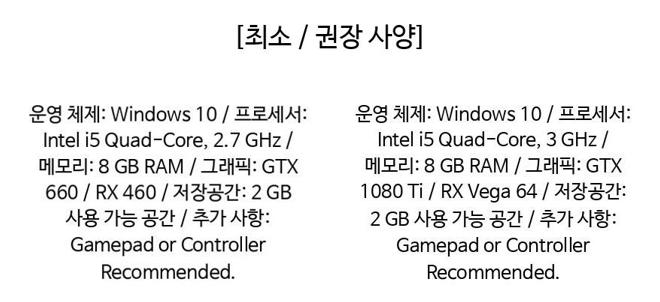 [최소 / 권장 사양]
운영 체제: Windows 10 / 프로세서:
Intel i5 Quad-Core, 2.7 GHz /
메모리: 8 GB RAM / 그래픽: GTX
660 / RX 460 / 저장공간: 2 GB
사용 가능 공간 / 추가 사항:
Gamepad or Controller
Recommended.
운영 체제: Windows 10 / 프로세서:
Intel i5 Quad-Core, 3 GHz /
메모리: 8 GB RAM / 그래픽: GTX
1080 Ti / RX Vega 64 / 저장공간:
2 GB 사용 가능 공간 / 추가 사항:
Gamepad or Controller
Recommended.